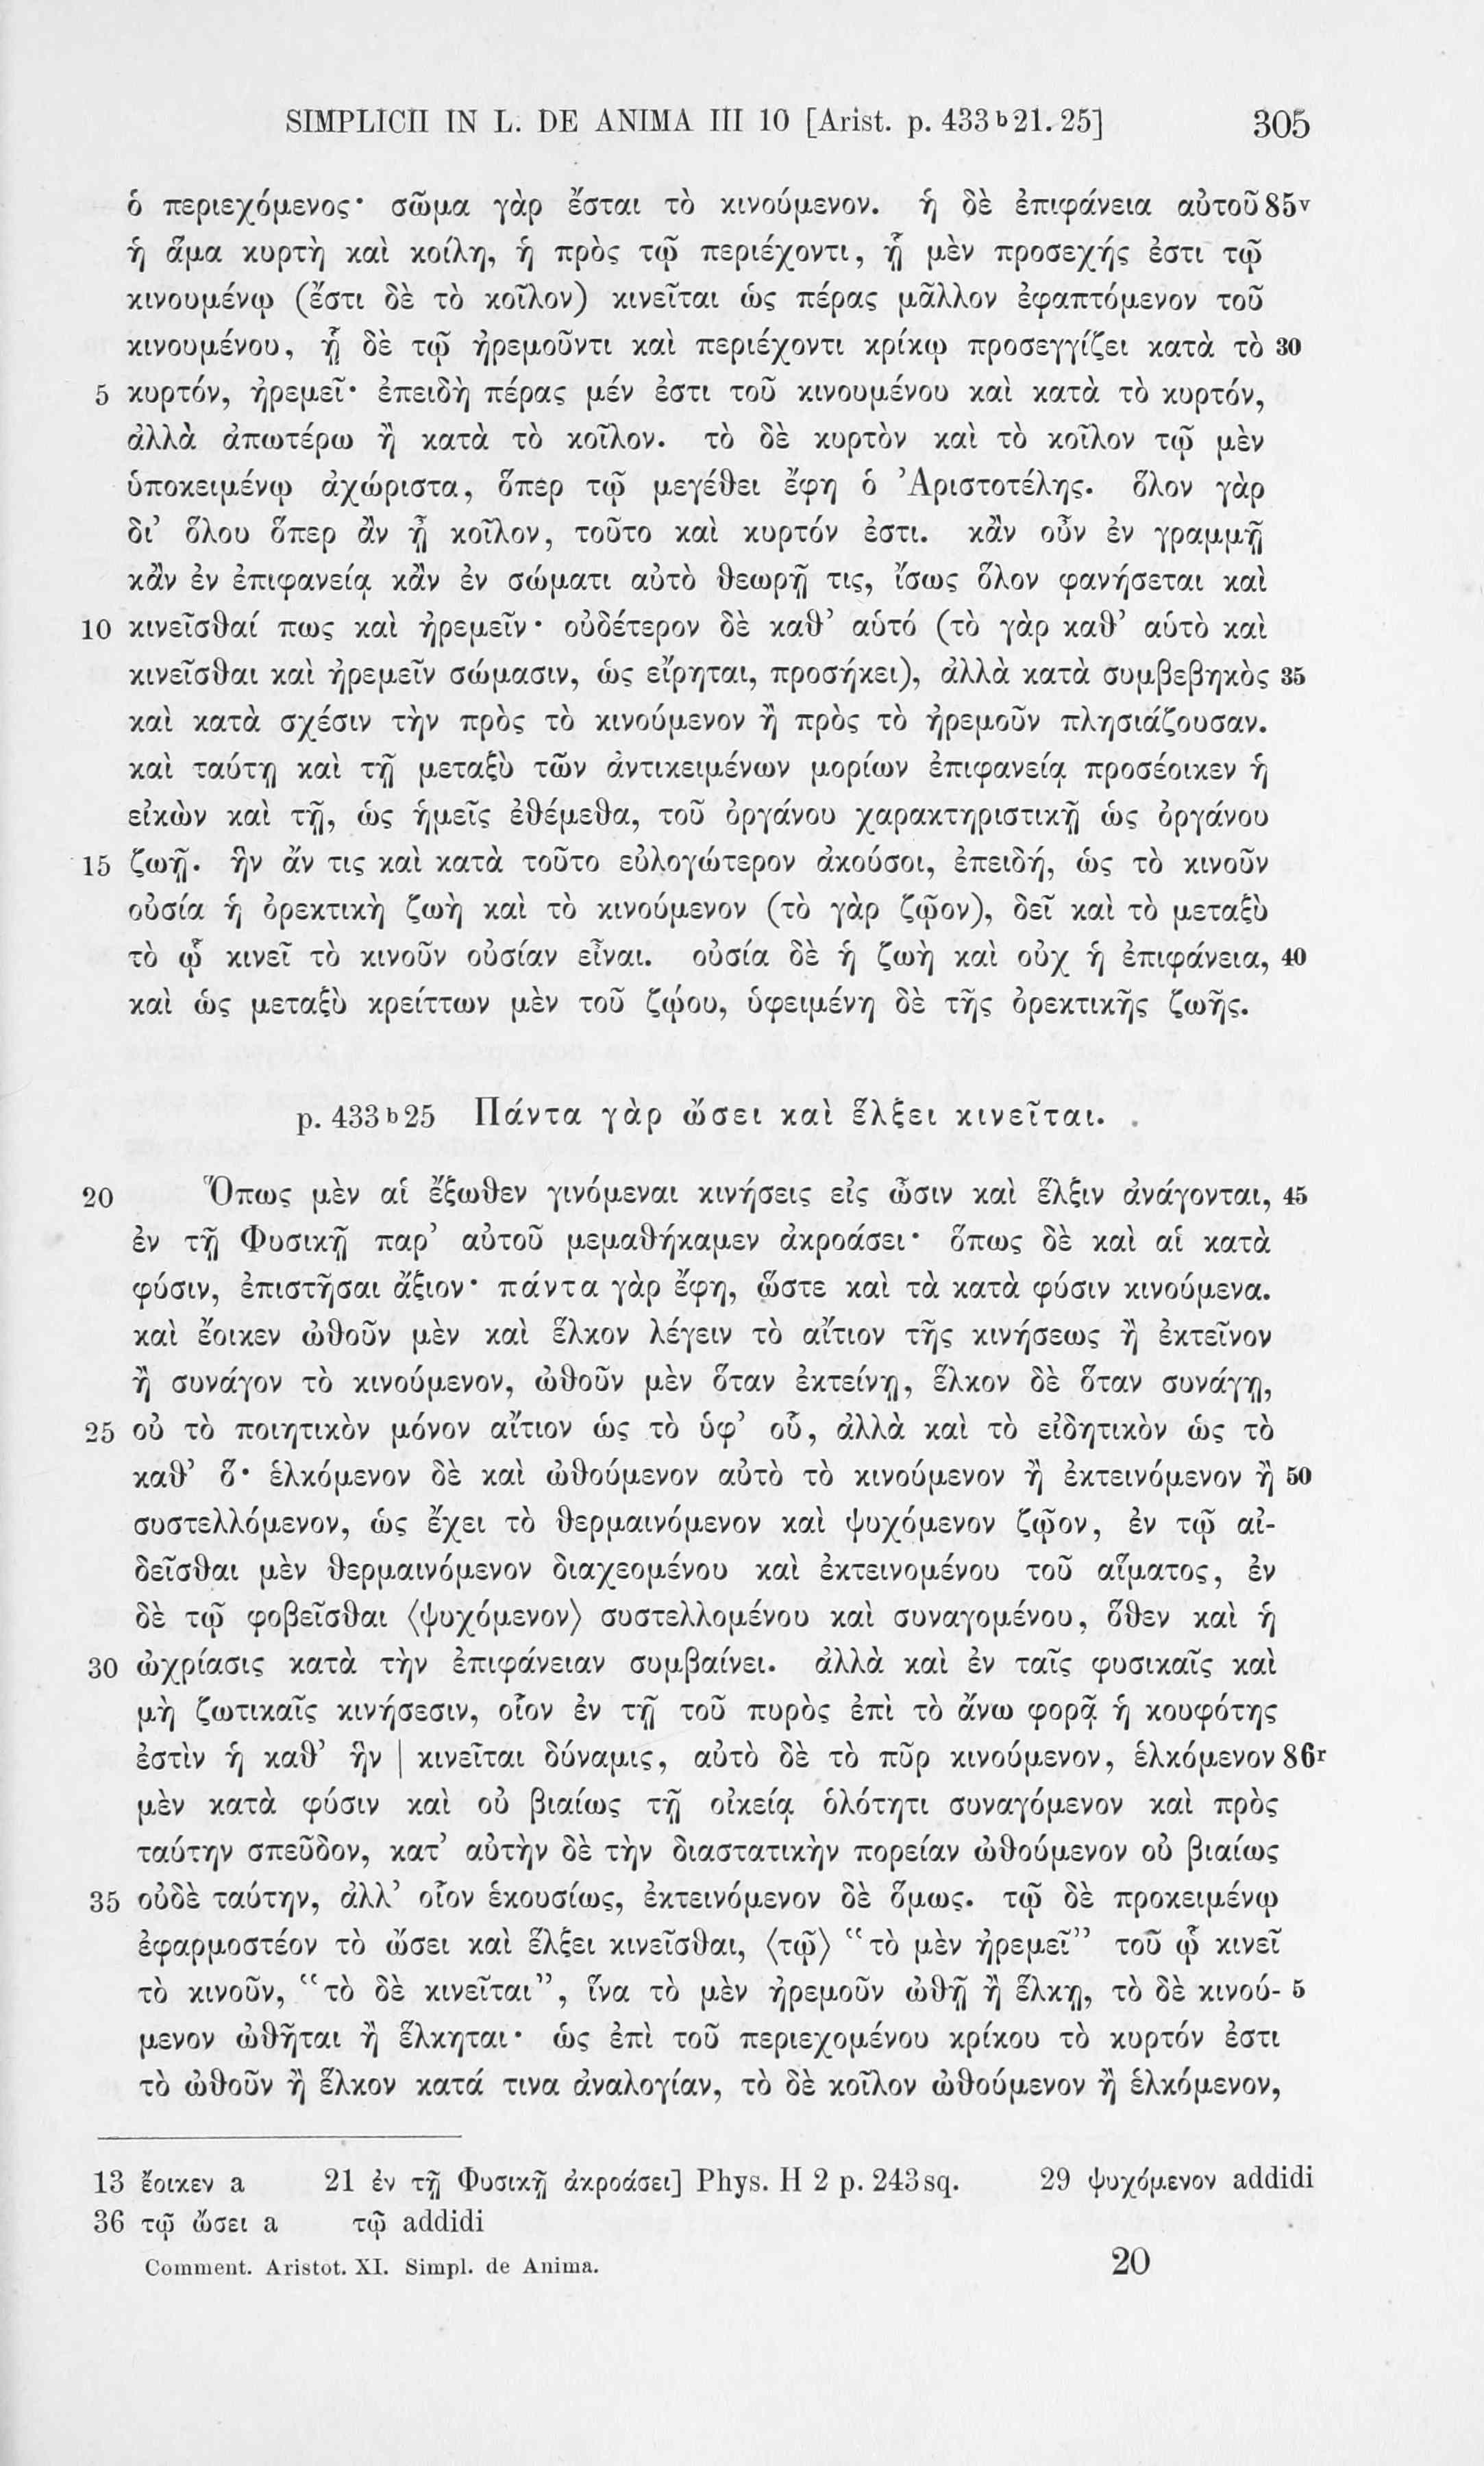 SIMPLICII IN L. DE ANIMA III 10 [Arist. p. 433 b 21. 25] 305
ὁ περιεχόμενος· σῶμα γὰρ ἔσται τὸ κινούμενον. ἡ δὲ ἐπιφάνεια αὐτοῦ 85v
ἡ ἅμα κυρτὴ καὶ κοίλη, ἡ πρὸς τῷ περιέχοντι, ᾗ μὲν προσεχής ἐστι τῷ
κινουμένῳ (ἔστι δὲ τὸ κοῖλον) κινεῖται ὡς πέρας μᾶλλον ἐφαπτόμενον τοῦ
κινουμένου, ᾗ δὲ τῷ ἠρεμοῦντι καὶ περιέχοντι κρίκῳ προσεγγίζει κατὰ τὸ 30
5 κυρτόν, ἠρεμεῖ· ἐπειδὴ πέρας μέν ἐστι τοῦ κινουμένου καὶ κατὰ τὸ κυρτόν,
ἀλλὰ ἀπωτέρω ἢ κατὰ τὸ κοῖλον. τὸ δὲ κυρτὸν καὶ τὸ κοῖλον τῷ μὲν
ὑποκειμένῳ ἀχώριστα, ὅπερ τῷ μεγέθει ἔφη ὁ Ἀριστοτέλης. ὅλον γὰρ
δι’ ὅλου ὅπερ ἂν ᾖ κοῖλον, τοῦτο καὶ κυρτόν ἐστι. κἂν οὖν ἐν γραμμῇ
κἂν ἐν ἐπιφανείᾳ κἂν ἐν σώματι αὐτὸ θεωρῇ τις, ἴσως ὅλον φανήσεται καὶ
10 κινεῖσθαί πως καὶ ἠρεμεῖν· οὐδέτερον δὲ καθ’ αὑτό (τὸ γὰρ καθ’ αὑτὸ καὶ
κινεῖσθαι καὶ ἠρεμεῖν σώμασιν, ὡς εἴρηται, προσήκει), ἀλλὰ κατὰ συμβεβηκὸς 35
καὶ κατὰ σχέσιν τὴν πρὸς τὸ κινούμενον ἢ πρὸς τὸ ἠρεμοῦν πλησιάζουσαν.
καὶ ταύτῃ καὶ τῇ μεταξὺ τῶν ἀντικειμένων μορίων ἐπιφανείᾳ προσέοικεν ἡ
εἰκὼν καὶ τῇ, ὡς ἡμεῖς ἐθέμεθα, τοῦ ὀργάνου χαρακτηριστικῇ ὡς ὀργάνου
15 ζωῇ. ἣν ἄν τις καὶ κατὰ τοῦτο εὐλογώτερον ἀκούσοι, ἐπειδή, ὡς τὸ κινοῦν
οὐσία ἡ ὀρεκτικὴ ζωὴ καὶ τὸ κινούμενον (τὸ γὰρ ζῷον), δεῖ καὶ τὸ μεταξὺ
τὸ ᾧ κινεῖ τὸ κινοῦν οὐσίαν εἶναι. οὐσία δὲ ἡ ζωὴ καὶ οὐχ ἡ ἐπιφάνεια, 40
καὶ ὡς μεταξὺ κρείττων μὲν τοῦ ζῴου, ὑφειμένη δὲ τῆς ὀρεκτικῆς ζωῆς.
p. 433 b 25 Πάντα γὰρ ὤσει καὶ ἕλξει κινεῖται.
20 Ὅπως μὲν αἱ ἔξωθεν γινόμεναι κινήσεις εἰς ὦσιν καὶ ἕλξιν ἀνάγονται, 45
ἐν τῇ Φυσικῇ παρ’ αὐτοῦ μεμαθήκαμεν ἀκροάσει· ὅπως δὲ καὶ αἱ κατὰ
φύσιν, ἐπιστῆσαι ἄξιον· πάντα γὰρ ἔφη, ὥστε καὶ τὰ κατὰ φύσιν κινούμενα.
καὶ ἔοικεν ὠθοῦν μὲν καὶ ἕλκον λέγειν τὸ αἴτιον τῆς κινήσεως ἢ ἐκτεῖνον
ἢ συνάγον τὸ κινούμενον, ὠθοῦν μὲν ὅταν ἐκτείνῃ, ἕλκον δὲ ὅταν συνάγῃ,
25 οὐ τὸ ποιητικὸν μόνον αἴτιον ὡς τὸ ὑφ’ οὗ, ἀλλὰ καὶ τὸ εἰδητικὸν ὡς τὸ
καθ’ ὅ· ἑλκόμενον δὲ καὶ ὠθούμενον αὐτὸ τὸ κινούμενον ἢ ἐκτεινόμενον ἢ 50
συστελλόμενον, ὡς ἔχει τὸ θερμαινόμενον καὶ ψυχόμενον ζῷον, ἐν τῷ αἰ-
δεῖσθαι μὲν θερμαινόμενον διαχεομένου καὶ ἐκτεινομένου τοῦ αἵματος, ἐν
δὲ τῷ φοβεῖσθαι ⟨ψυχόμενον⟩ συστελλομένου καὶ συναγομένου, ὅθεν καὶ ἡ
30 ὠχρίασις κατὰ τὴν ἐπιφάνειαν συμβαίνει. ἀλλὰ καὶ ἐν ταῖς φυσικαῖς καὶ
μὴ ζωτικαῖς κινήσεσιν, οἷον ἐν τῇ τοῦ πυρὸς ἐπὶ τὸ ἄνω φορᾷ ἡ κουφότης
ἐστὶν ἡ καθ’ ἣν | κινεῖται δύναμις, αὐτὸ δὲ τὸ πῦρ κινούμενον, ἑλκόμενον 86r
μὲν κατὰ φύσιν καὶ οὐ βιαίως τῇ οἰκείᾳ ὁλότητι συναγόμενον καὶ πρὸς
ταύτην σπεῦδον, κατ’ αὐτὴν δὲ τὴν διαστατικὴν πορείαν ὠθούμενον οὐ βιαίως
35 οὐδὲ ταύτην, ἀλλ’ οἷον ἑκουσίως, ἐκτεινόμενον δὲ ὅμως. τῷ δὲ προκειμένῳ
ἐφαρμοστέον τὸ ὤσει καὶ ἕλξει κινεῖσθαι, ⟨τῷ⟩ “τὸ μὲν ἠρεμεῖ” τοῦ ᾧ κινεῖ
τὸ κινοῦν, “τὸ δὲ κινεῖται”, ἵνα τὸ μὲν ἠρεμοῦν ὠθῇ ἢ ἕλκῃ, τὸ δὲ κινού- 5
μενον ὠθῆται ἢ ἕλκηται· ὡς ἐπὶ τοῦ περιεχομένου κρίκου τὸ κυρτόν ἐστι
τὸ ὠθοῦν ἢ ἕλκον κατά τινα ἀναλογίαν, τὸ δὲ κοῖλον ὠθούμενον ἢ ἑλκόμενον,
13 ἔοικεν a 21 ἐν τῇ Φυσικῇ ἀκροάσει] Phys. H 2 p. 243 sq. 29 ψυχόμενον addidi
36 τῷ ὤσει a τῷ addidi
Comment. Aristot. XI. Simpl. de Anima. 20